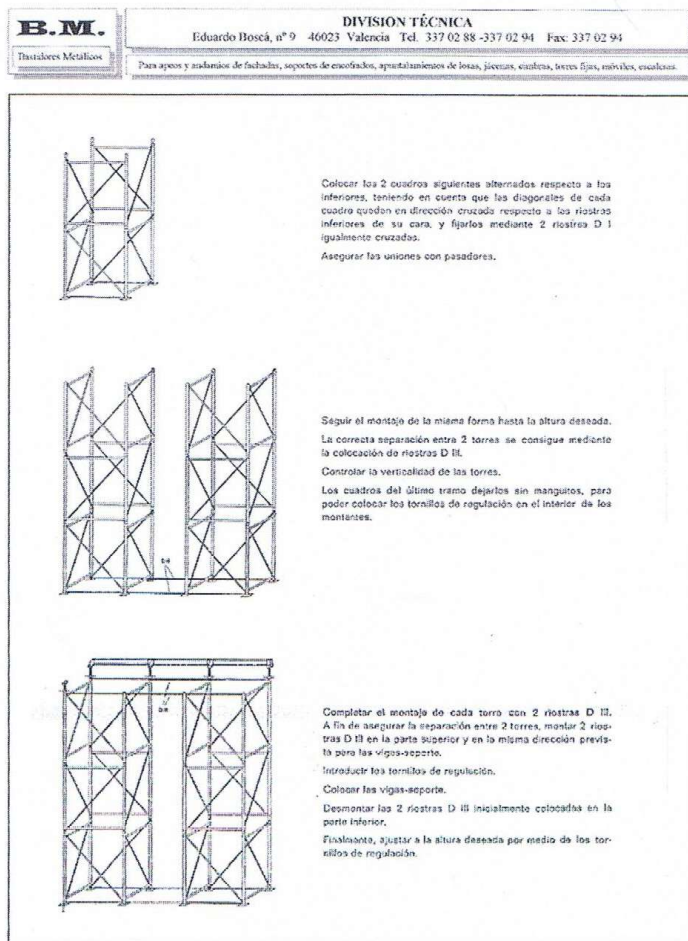 B.M.
Trastalores Metálicos
DIVISIÓN TÉCNICA
Eduardo Boscá, nº 9 46023 Valencia Tel. 337 02 88 -337 02 94 Fax: 337 02 94
Para apeos y andamios de fachadas, soportes de encofrados, apuntalamientos de losas, jácenas, cimbras, torres fijas, móviles, escaleras.
Colocar los 2 cuadros siguientes alternados respecto a los
inferiores, teniendo en cuenta que las diagonales de cada
cuadro queden en dirección cruzada respecto a las riostras
inferiores de su cara, y fijarlos mediante 2 riostras D I
igualmente cruzadas.
Asegurar las uniones con pasadores.
Seguir el montaje de la misma forma hasta la altura deseada.
La correcta separación entre 2 torres se consigue mediante
la colocación de riostras D III.
Controlar la verticalidad de las torres.
Los cuadros del último tramo dejarlos sin manguitos, para
poder colocar los tornillos de regulación en el interior de los
montantes.
D-III
D-III
Completar el montaje de cada torre con 2 riostras D III.
A fin de asegurar la separación entre 2 torres, montar 2 rios-
tras D III en la parte superior y en la misma dirección previs-
ta para las vigas-soporte.
Introducir los tornillos de regulación.
Colocar las vigas-soporte.
Desmontar las 2 riostras D III inicialmente colocadas en la
parte inferior.
Finalmente, ajustar a la altura deseada por medio de los tor-
nillos de regulación.